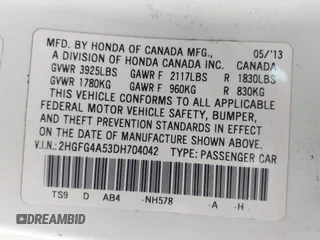 MFD. BY HONDA OF CANADA MFG., 05/'13
A DIVISION OF HONDA CANADA INC. CANADA
GVWR 3925LBS GAWR F 2117LBS R 1830LBS
GVWR 1780KG GAWR F 960KG R 830KG
THIS VEHICLE CONFORMS TO ALL APPLICABLE
FEDERAL MOTOR VEHICLE SAFETY, BUMPER,
AND THEFT PREVENTION STANDARDS IN EFFECT
ON THE DATE OF MANUFACTURE SHOWN ABOVE.
V.I.N.: 2HGFG4A53DH704042 TYPE: PASSENGER CAR
TS9 D AB4 -NH578 -A -H
DREAMBID